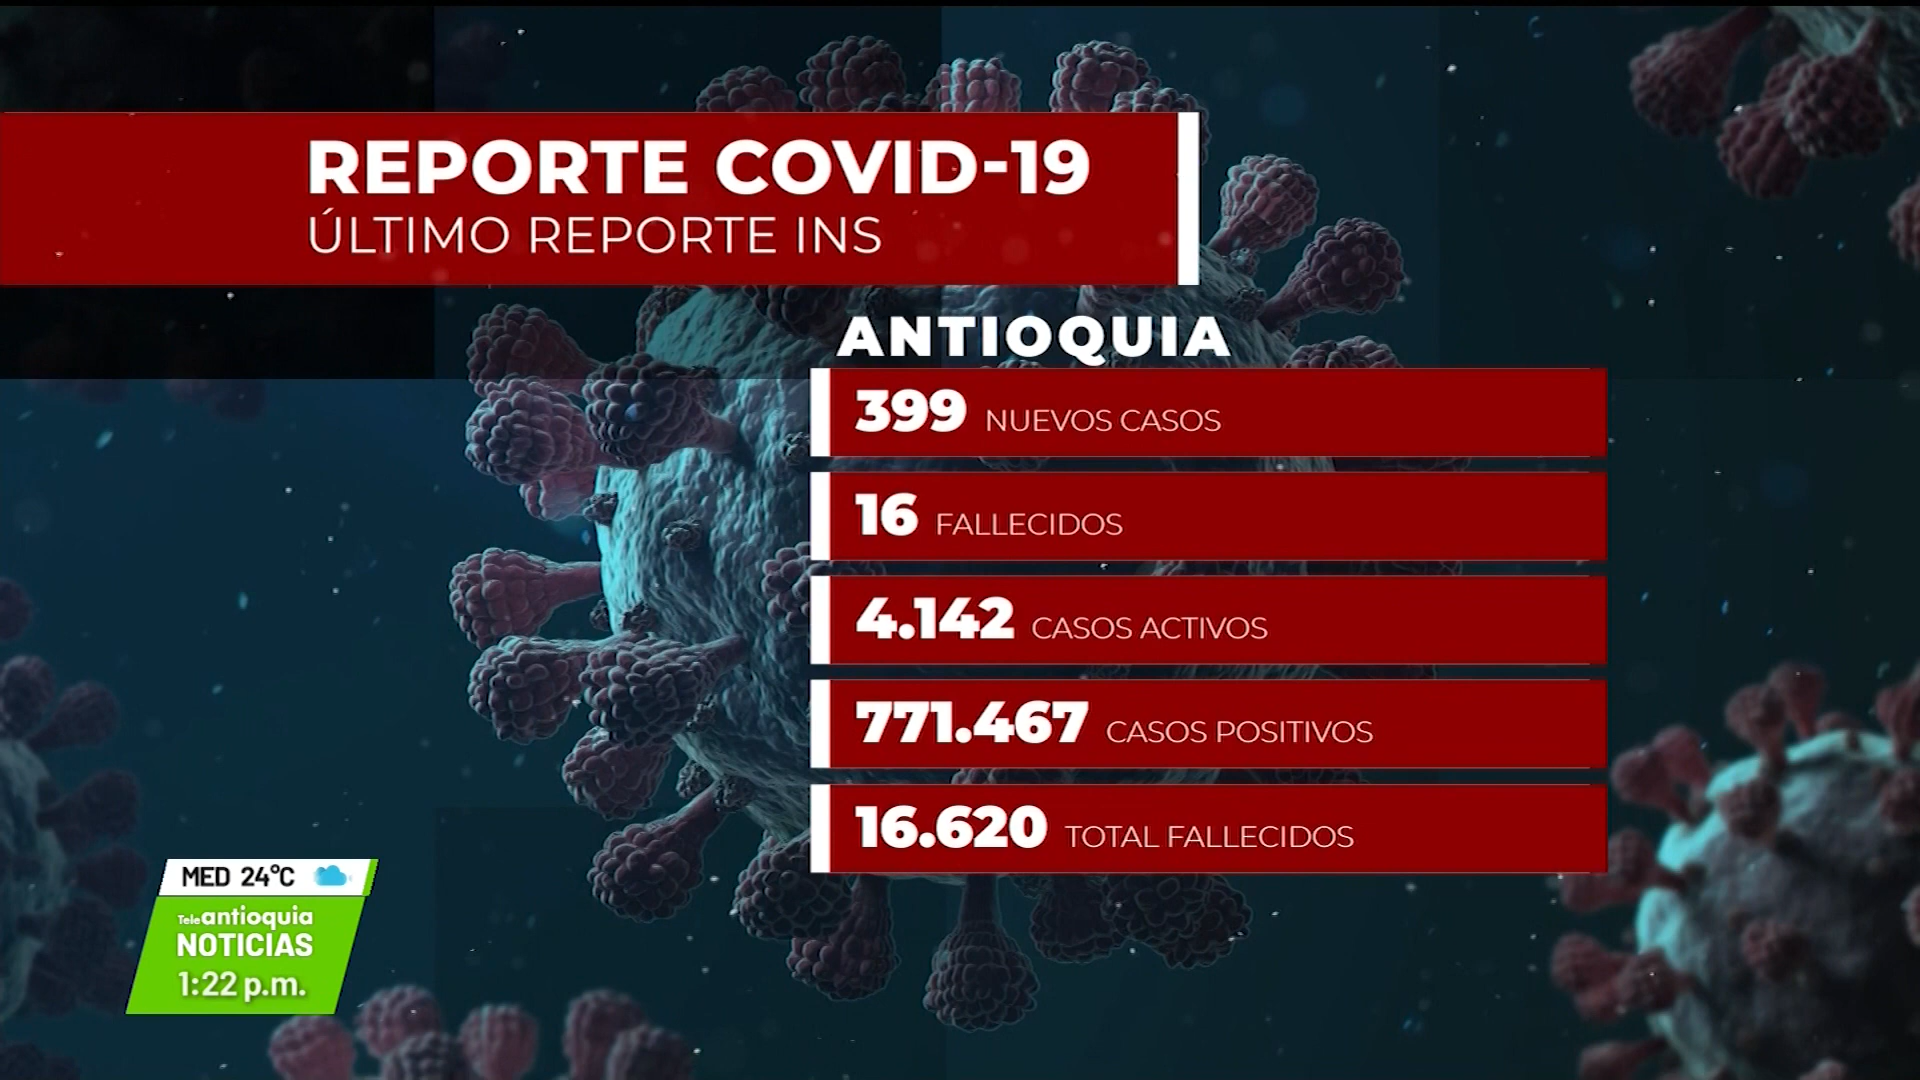 REPORTE COVID-19
ÚLTIMO REPORTE INS
ANTIOQUIA
399 NUEVOS CASOS
16 FALLECIDOS
4.142 CASOS ACTIVOS
771.467 CASOS POSITIVOS
16.620 TOTAL FALLECIDOS
MED 24°C
Teleantioquia
NOTICIAS
1:22 p.m.